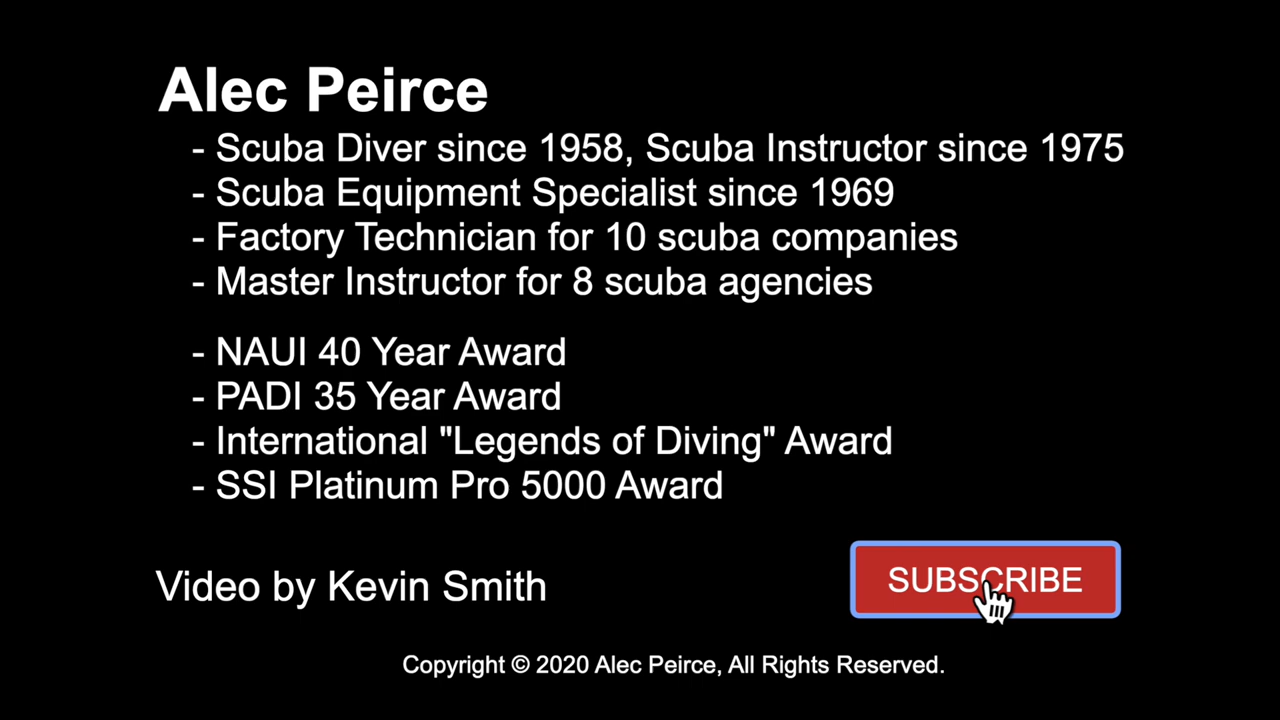 Alec Peirce
- Scuba Diver since 1958, Scuba Instructor since 1975
- Scuba Equipment Specialist since 1969
- Factory Technician for 10 scuba companies
- Master Instructor for 8 scuba agencies
- NAUI 40 Year Award
- PADI 35 Year Award
- International "Legends of Diving" Award
- SSI Platinum Pro 5000 Award
Video by Kevin Smith
SUBSCRIBE
Copyright © 2020 Alec Peirce, All Rights Reserved.